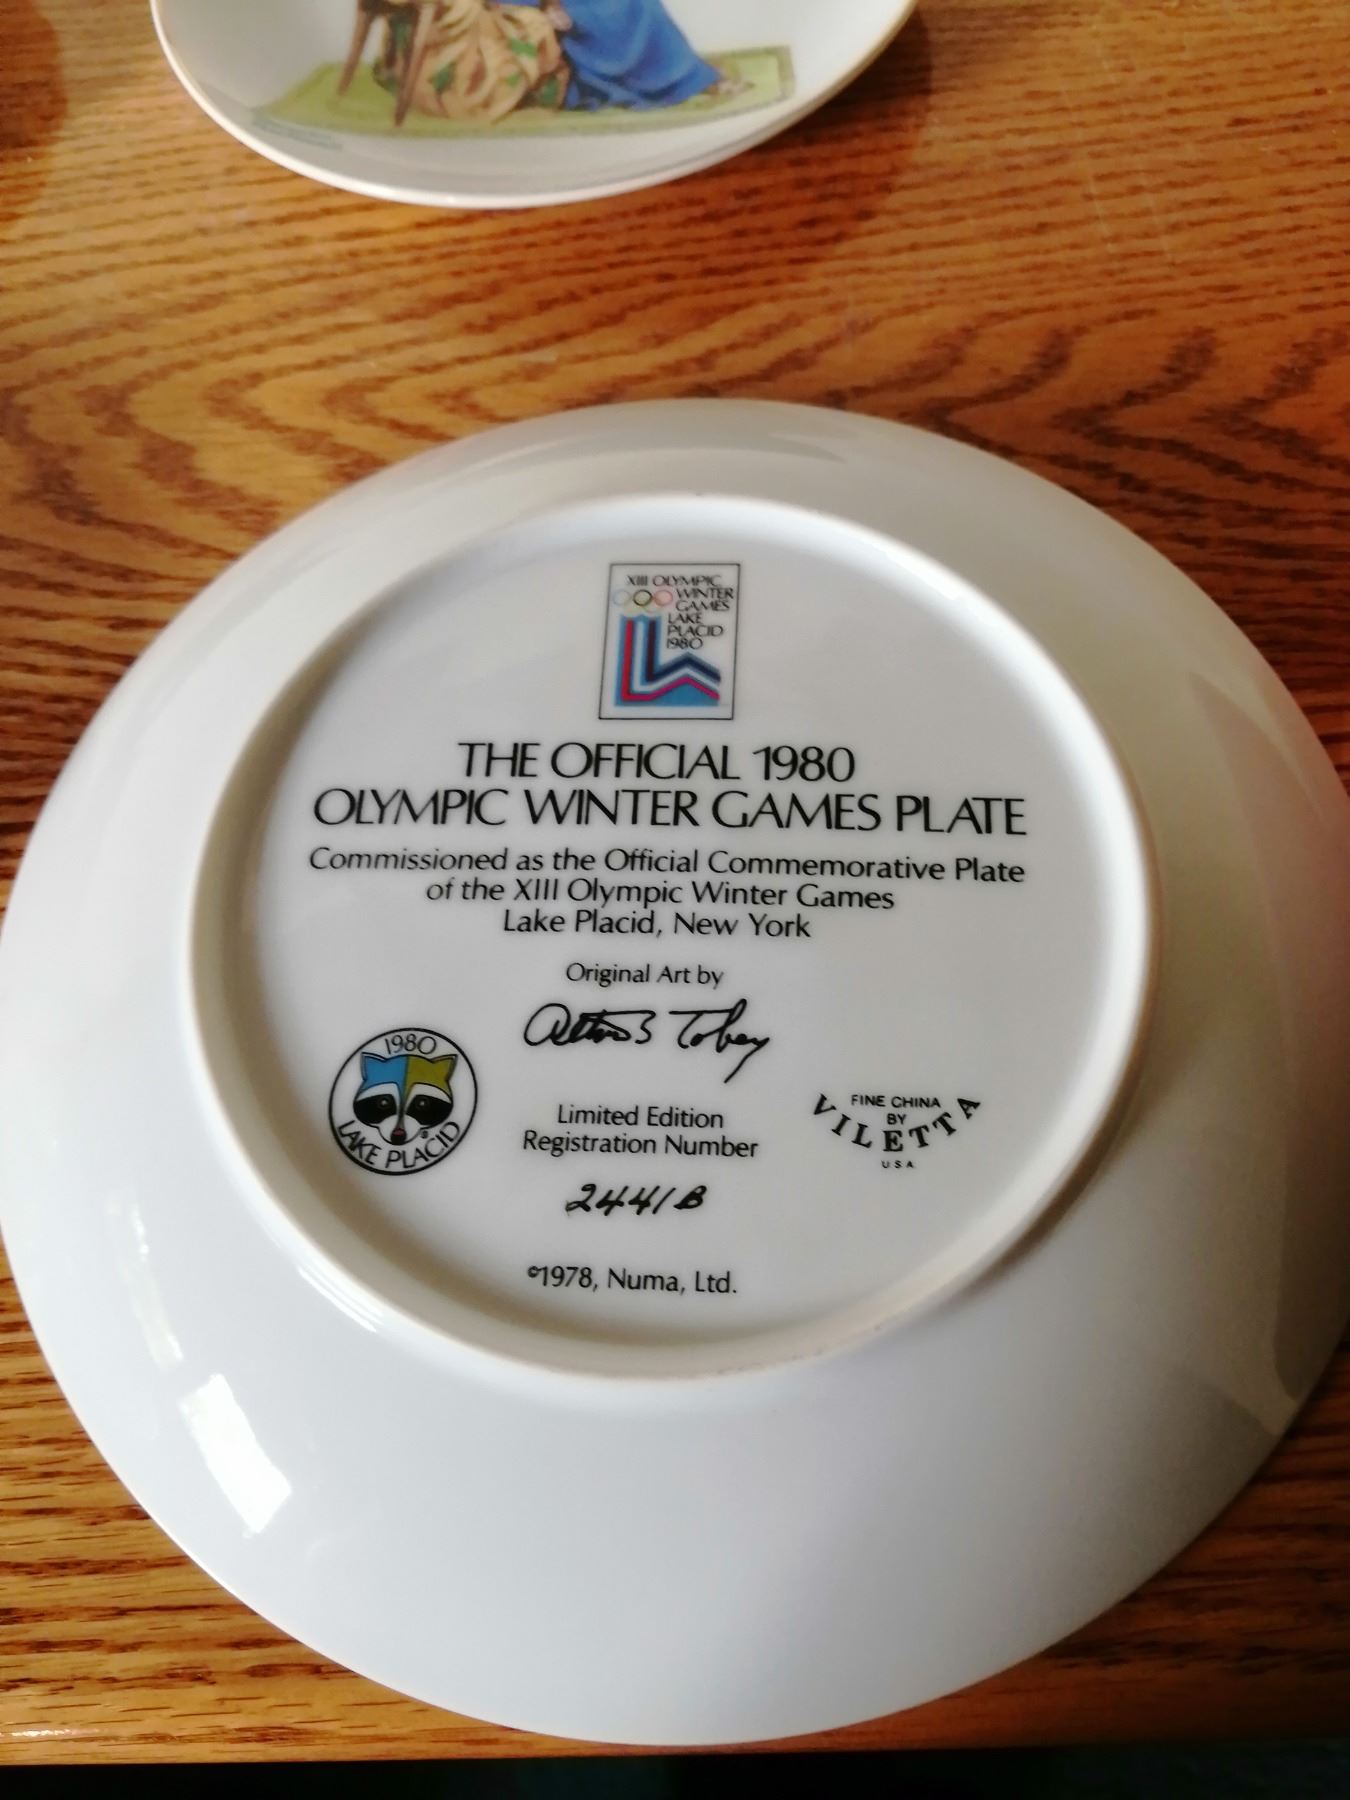 XIII OLYMPIC
WINTER
GAMES
LAKE
PLACID
1980
THE OFFICIAL 1980
OLYMPIC WINTER GAMES PLATE
Commissioned as the Official Commemorative Plate
of the XIII Olympic Winter Games
Lake Placid, New York
Original Art by
Tobey
1980
LAKE PLACID
FINE CHINA
BY
VILETTA
U.S.A.
Limited Edition
Registration Number
2441B
©1978, Numa, Ltd.